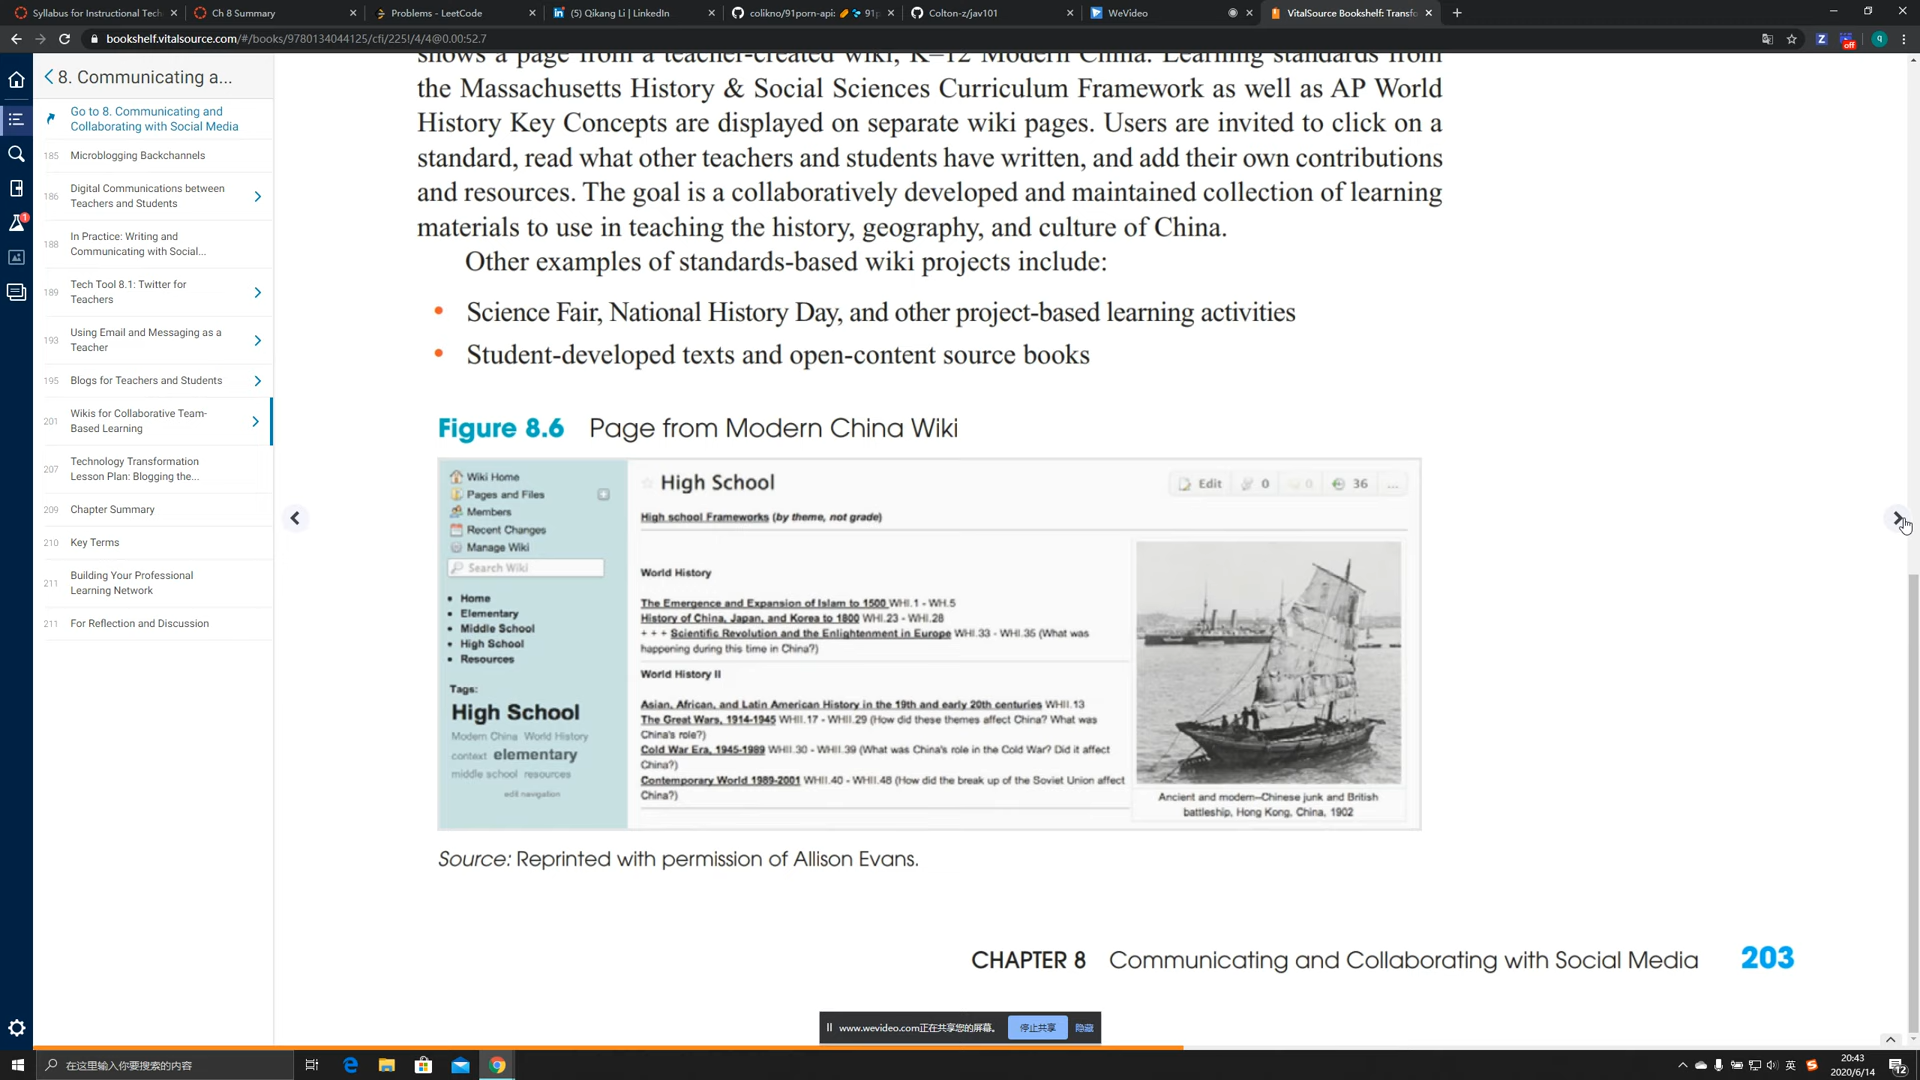 Syllabus for Instructional Tech
Ch 8 Summary
Problems - LeetCode
(5) Qikang Li | LinkedIn
colikno/91porn-api:
Colton-z/jav101
WeVideo
VitalSource Bookshelf: Transfo
bookshelf.vitalsource.com/#/books/9780134044125/cfi/225!/4/4@0.00:52.7
8. Communicating a...
Go to 8. Communicating and
Collaborating with Social Media
185 Microblogging Backchannels
186 Digital Communications between
Teachers and Students
188 In Practice: Writing and
Communicating with Social...
189 Tech Tool 8.1: Twitter for
Teachers
193 Using Email and Messaging as a
Teacher
195 Blogs for Teachers and Students
201 Wikis for Collaborative Team-
Based Learning
207 Technology Transformation
Lesson Plan: Blogging the...
209 Chapter Summary
210 Key Terms
211 Building Your Professional
Learning Network
211 For Reflection and Discussion
shows a page from a teacher-created wiki, K–12 Modern China. Learning standards from
the Massachusetts History & Social Sciences Curriculum Framework as well as AP World
History Key Concepts are displayed on separate wiki pages. Users are invited to click on a
standard, read what other teachers and students have written, and add their own contributions
and resources. The goal is a collaboratively developed and maintained collection of learning
materials to use in teaching the history, geography, and culture of China.
Other examples of standards-based wiki projects include:
• Science Fair, National History Day, and other project-based learning activities
• Student-developed texts and open-content source books
Figure 8.6 Page from Modern China Wiki
Wiki Home
Pages and Files
Members
Recent Changes
Manage Wiki
Search Wiki
• Home
• Elementary
• Middle School
• High School
• Resources
Tags:
High School
Modern China World History
context elementary
middle school resources
edit navigation
High School
Edit 0 0 36 ...
High school Frameworks (by theme, not grade)
World History
The Emergence and Expansion of Islam to 1500 WHI.1 - WH.5
History of China, Japan, and Korea to 1800 WHI.23 - WHI.28
+ + + Scientific Revolution and the Enlightenment in Europe WHI.33 - WHI.35 (What was
happening during this time in China?)
World History II
Asian, African, and Latin American History in the 19th and early 20th centuries WHII.13
The Great Wars, 1914-1945 WHII.17 - WHII.29 (How did these themes affect China? What was
China's role?)
Cold War Era, 1945-1989 WHII.30 - WHII.39 (What was China's role in the Cold War? Did it affect
China?)
Contemporary World 1989-2001 WHII.40 - WHII.48 (How did the break up of the Soviet Union affect
China?)
Ancient and modern–Chinese junk and British
battleship, Hong Kong, China, 1902
Source: Reprinted with permission of Allison Evans.
CHAPTER 8 Communicating and Collaborating with Social Media 203
www.wevideo.com正在共享您的屏幕。 停止共享 隐藏
在这里输入你要搜索的内容
英
20:43
2020/6/14
12